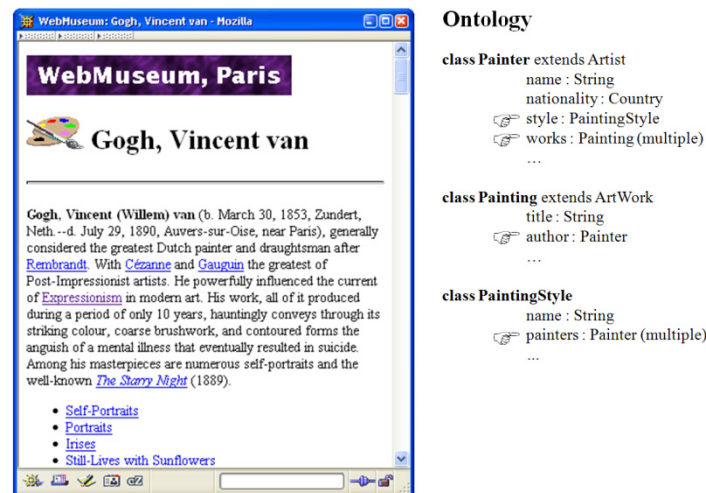 WebMuseum: Gogh, Vincent van - Mozilla
WebMuseum, Paris
Gogh, Vincent van
Gogh, Vincent (Willem) van (b. March 30, 1853, Zundert,
Neth.--d. July 29, 1890, Auvers-sur-Oise, near Paris), generally
considered the greatest Dutch painter and draughtsman after
Rembrandt. With Cézanne and Gauguin the greatest of
Post-Impressionist artists. He powerfully influenced the current
of Expressionism in modern art. His work, all of it produced
during a period of only 10 years, hauntingly conveys through its
striking colour, coarse brushwork, and contoured forms the
anguish of a mental illness that eventually resulted in suicide.
Among his masterpieces are numerous self-portraits and the
well-known The Starry Night (1889).
• Self-Portraits
• Portraits
• Irises
• Still-Lives with Sunflowers
Ontology
class Painter extends Artist
name : String
nationality : Country
style : PaintingStyle
works : Painting (multiple)
...
class Painting extends ArtWork
title : String
author : Painter
...
class PaintingStyle
name : String
painters : Painter (multiple)
...